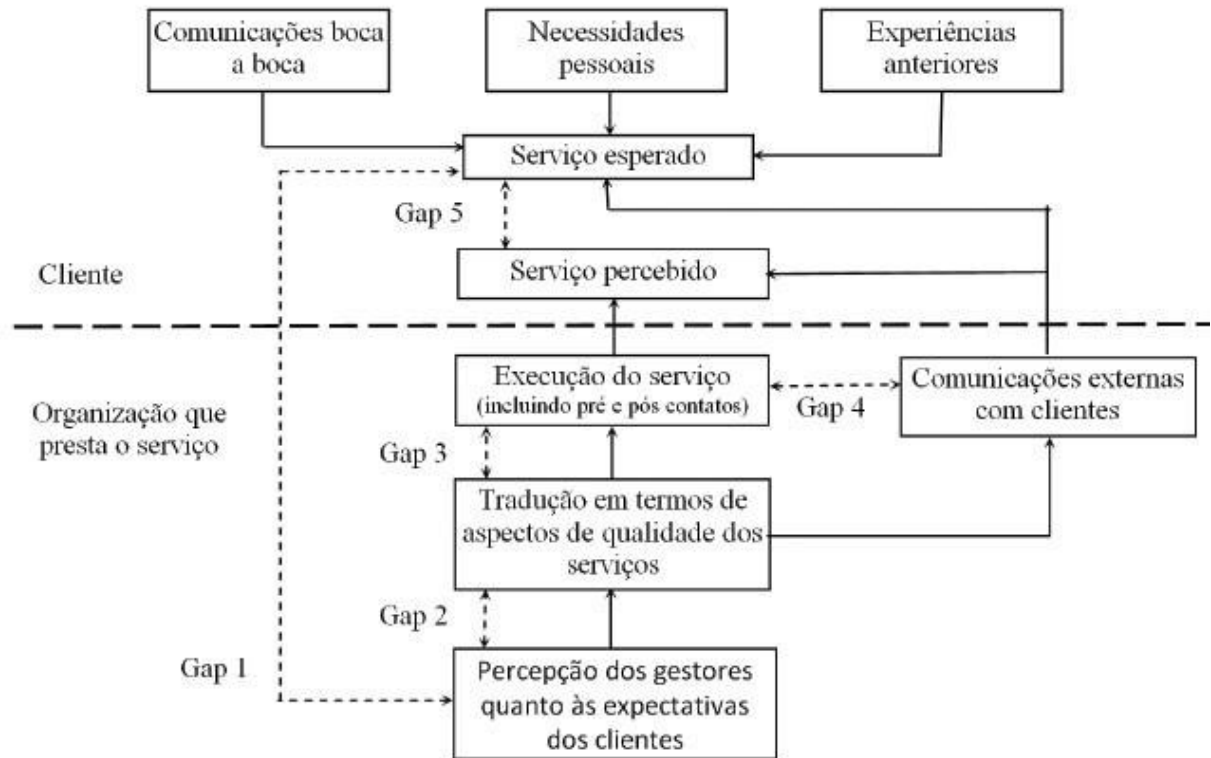 Comunicações boca
a boca
Necessidades
pessoais
Experiências
anteriores
Serviço esperado
Gap 5
Serviço percebido
Cliente
Execução do serviço
(incluindo pré e pós contatos)
Gap 4
Comunicações externas
com clientes
Organização que
presta o serviço
Gap 3
Tradução em termos de
aspectos de qualidade dos
serviços
Gap 2
Gap 1
Percepção dos gestores
quanto às expectativas
dos clientes